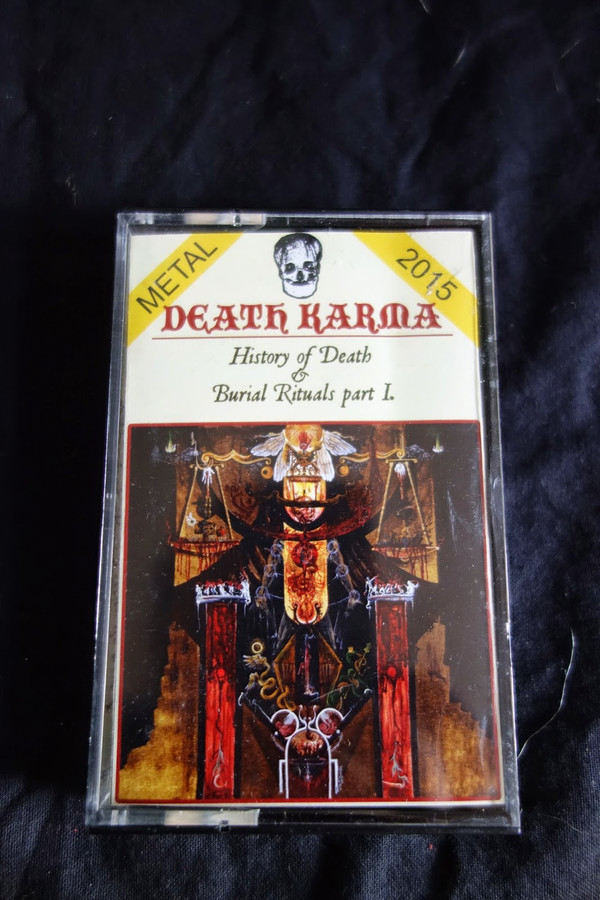 METAL
2015
DEATH KARMA
History of Death
&
Burial Rituals part I.